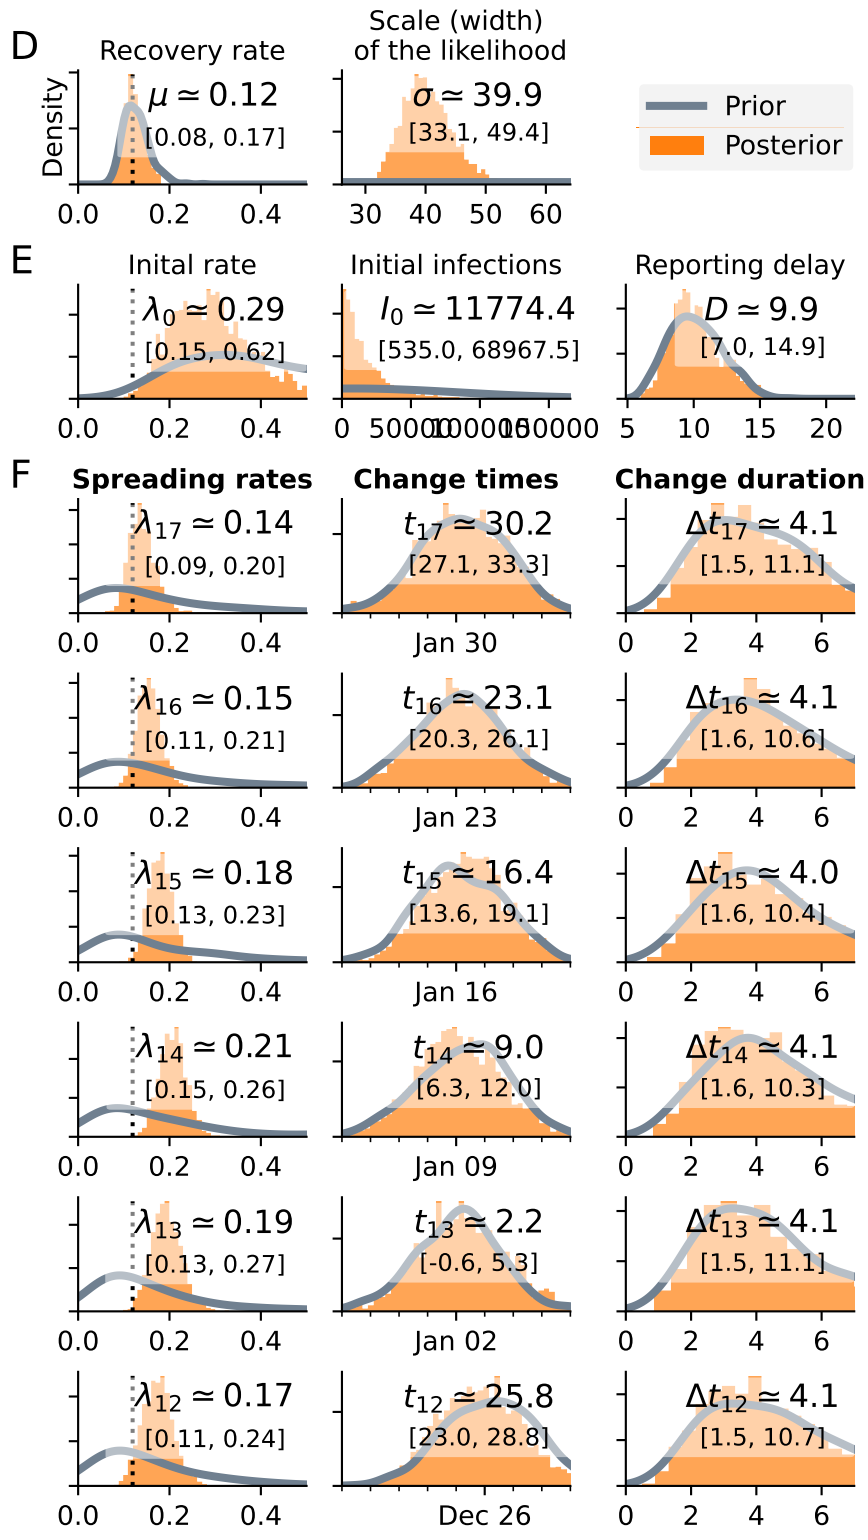 D
Recovery rate
Scale (width)
of the likelihood
Density
μ ≃ 0.12
[0.08, 0.17]
σ ≃ 39.9
[33.1, 49.4]
Prior
Posterior
0.0 0.2 0.4
30 40 50 60
E
Inital rate
Initial infections
Reporting delay
λ₀ ≃ 0.29
[0.15, 0.62]
I₀ ≃ 11774.4
[535.0, 68967.5]
D ≃ 9.9
[7.0, 14.9]
0.0 0.2 0.4
0 50000 100000 150000
5 10 15 20
F
Spreading rates
Change times
Change duration
λ₁₇ ≃ 0.14
[0.09, 0.20]
t₁₇ ≃ 30.2
[27.1, 33.3]
Δt₁₇ ≃ 4.1
[1.5, 11.1]
0.0 0.2 0.4
Jan 30
0 2 4 6
λ₁₆ ≃ 0.15
[0.11, 0.21]
t₁₆ ≃ 23.1
[20.3, 26.1]
Δt₁₆ ≃ 4.1
[1.6, 10.6]
0.0 0.2 0.4
Jan 23
0 2 4 6
λ₁₅ ≃ 0.18
[0.13, 0.23]
t₁₅ ≃ 16.4
[13.6, 19.1]
Δt₁₅ ≃ 4.0
[1.6, 10.4]
0.0 0.2 0.4
Jan 16
0 2 4 6
λ₁₄ ≃ 0.21
[0.15, 0.26]
t₁₄ ≃ 9.0
[6.3, 12.0]
Δt₁₄ ≃ 4.1
[1.6, 10.3]
0.0 0.2 0.4
Jan 09
0 2 4 6
λ₁₃ ≃ 0.19
[0.13, 0.27]
t₁₃ ≃ 2.2
[-0.6, 5.3]
Δt₁₃ ≃ 4.1
[1.5, 11.1]
0.0 0.2 0.4
Jan 02
0 2 4 6
λ₁₂ ≃ 0.17
[0.11, 0.24]
t₁₂ ≃ 25.8
[23.0, 28.8]
Δt₁₂ ≃ 4.1
[1.5, 10.7]
0.0 0.2 0.4
Dec 26
0 2 4 6